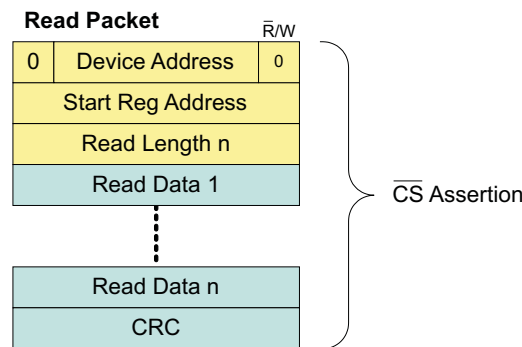 Read Packet
R̅/W
0 Device Address 0
Start Reg Address
Read Length n
Read Data 1
C̅S̅ Assertion
Read Data n
CRC